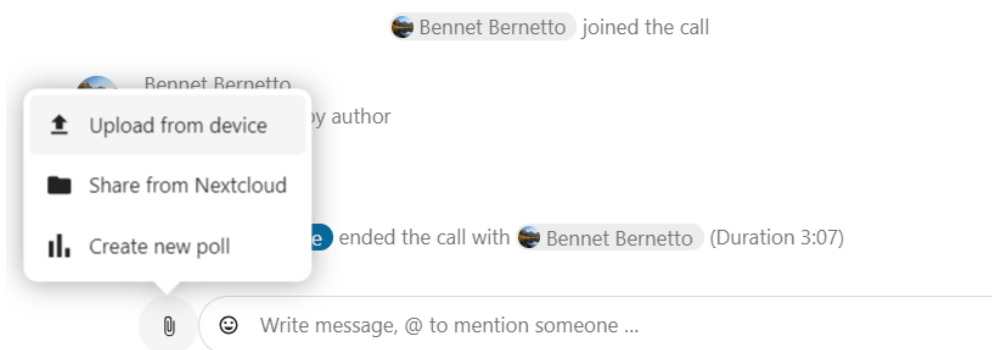 Bennet Bernetto joined the call
Bennet Bernetto
by author
Upload from device
Share from Nextcloud
Create new poll
e ended the call with Bennet Bernetto (Duration 3:07)
Write message, @ to mention someone ...